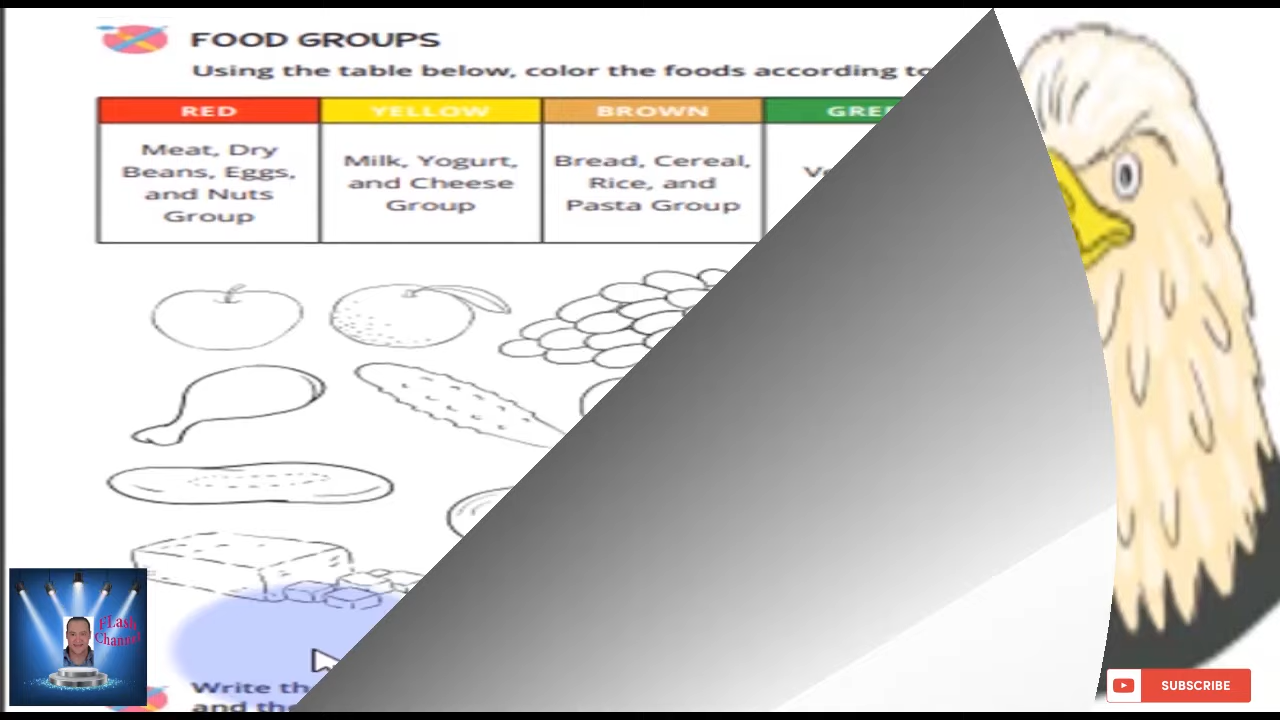 FOOD GROUPS
Using the table below, color the foods according to
RED
YELLOW
BROWN
Meat, Dry
Beans, Eggs,
and Nuts
Group
Milk, Yogurt,
and Cheese
Group
Bread, Cereal,
Rice, and
Pasta Group
Write
and
FLash
Channel
SUBSCRIBE